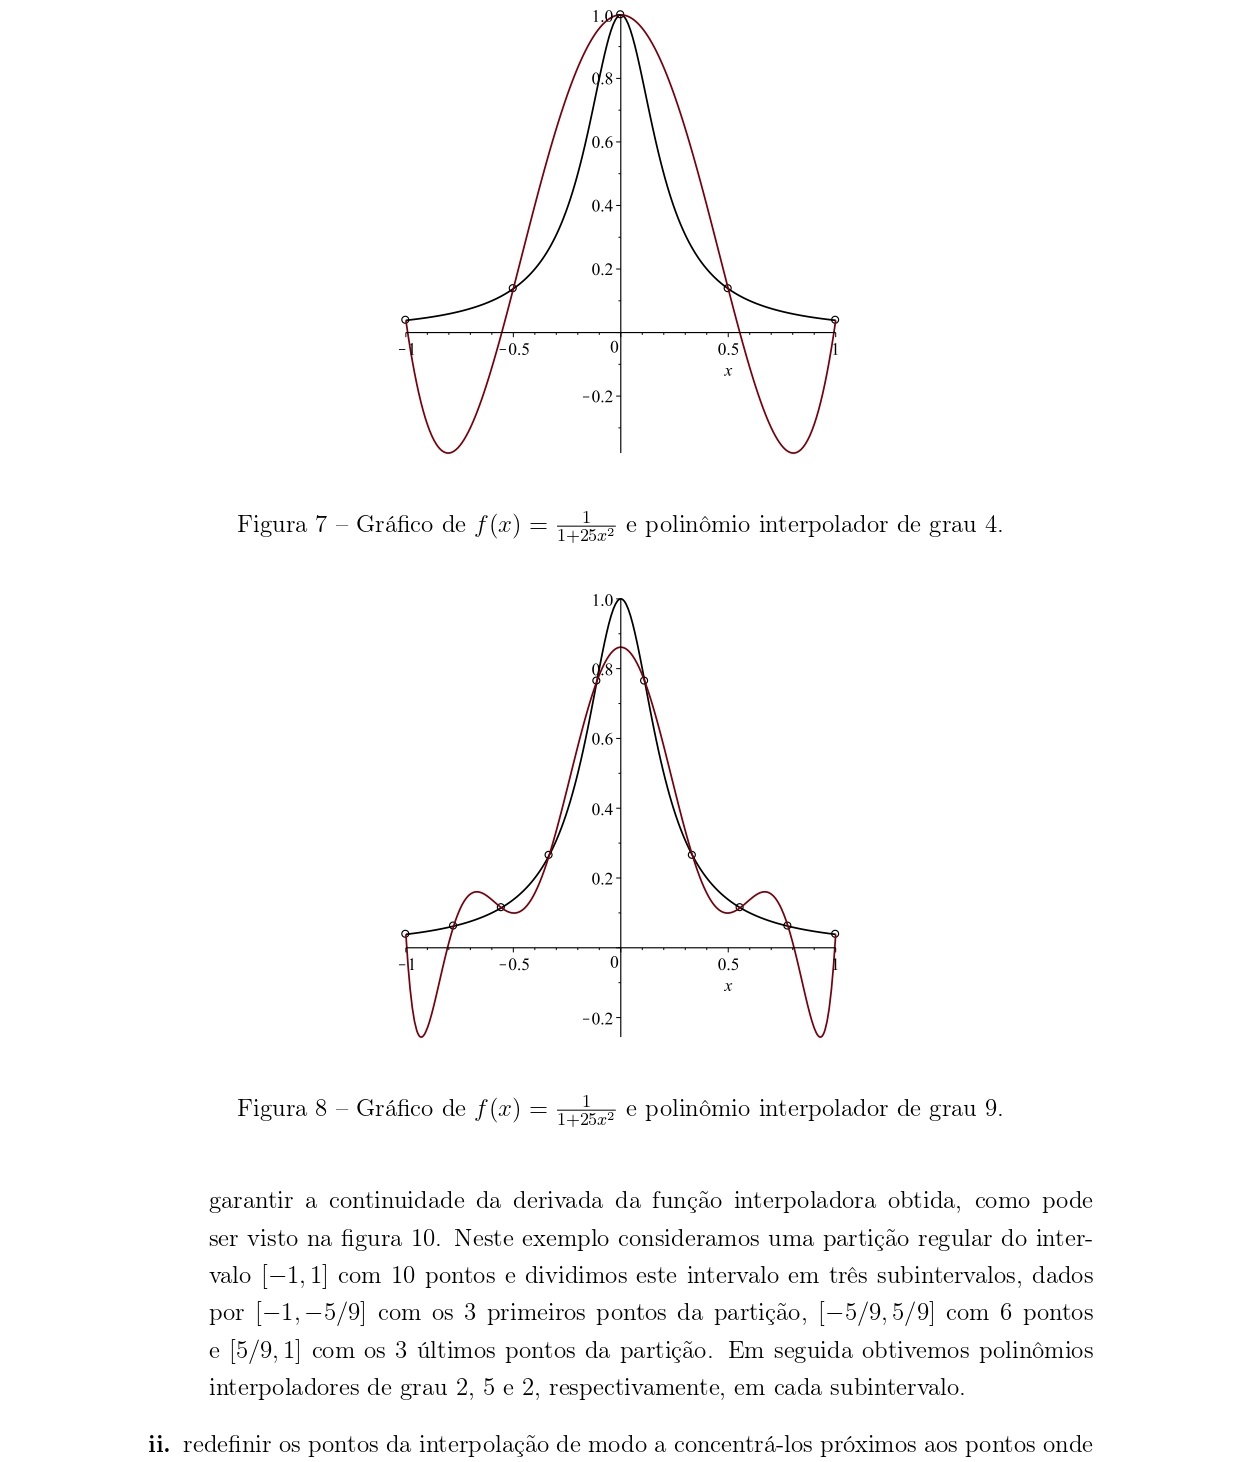 1.0
0.8
0.6
0.4
0.2
−1 −0.5 0 0.5 1
x
−0.2
Figura 7 – Gráfico de f(x) = \frac{1}{1+25x^2} e polinômio interpolador de grau 4.
1.0
0.8
0.6
0.4
0.2
−1 −0.5 0 0.5 1
x
−0.2
Figura 8 – Gráfico de f(x) = \frac{1}{1+25x^2} e polinômio interpolador de grau 9.
garantir a continuidade da derivada da função interpoladora obtida, como pode
ser visto na figura 10. Neste exemplo consideramos uma partição regular do inter-
valo [−1, 1] com 10 pontos e dividimos este intervalo em três subintervalos, dados
por [−1, −5/9] com os 3 primeiros pontos da partição, [−5/9, 5/9] com 6 pontos
e [5/9, 1] com os 3 últimos pontos da partição. Em seguida obtivemos polinômios
interpoladores de grau 2, 5 e 2, respectivamente, em cada subintervalo.
ii. redefinir os pontos da interpolação de modo a concentrá-los próximos aos pontos onde